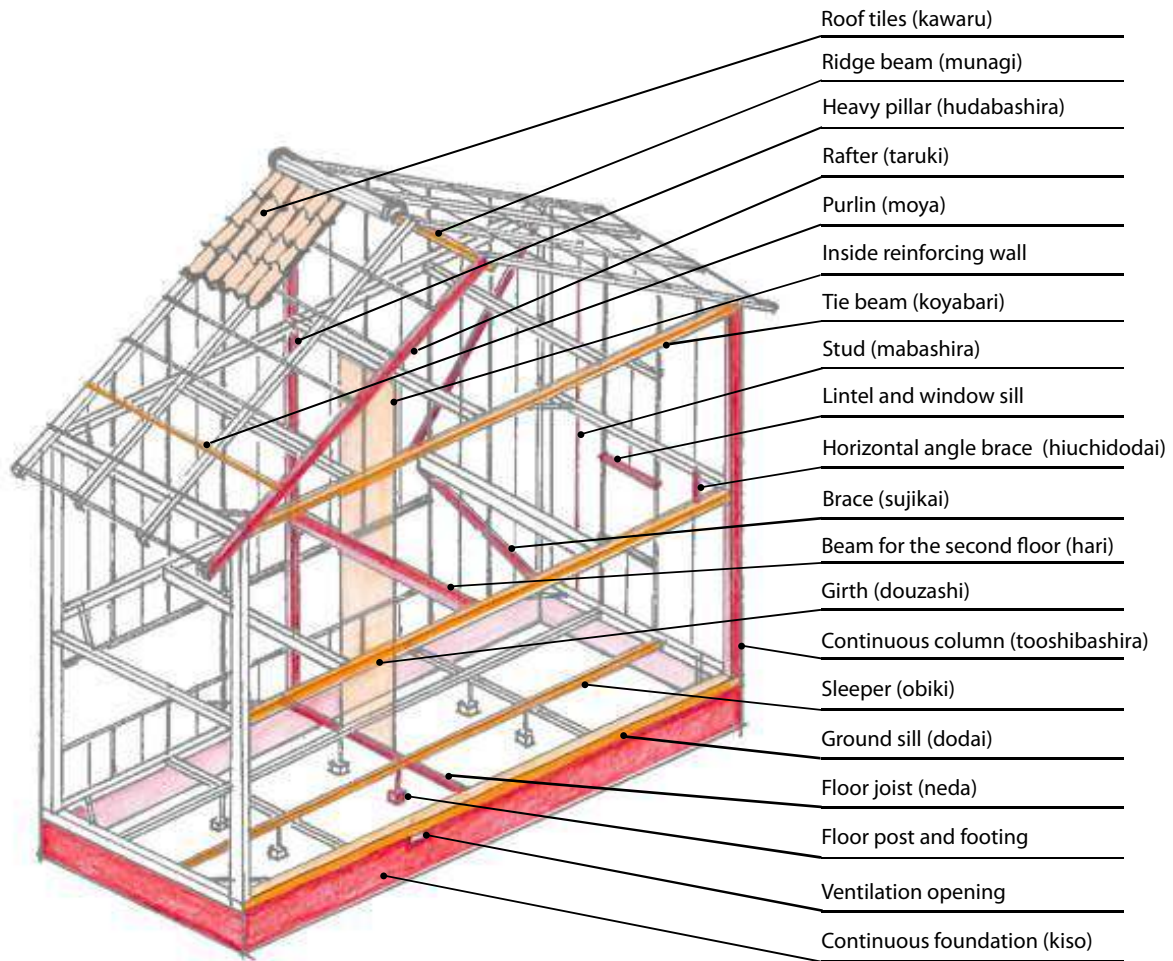 Roof tiles (kawaru)
Ridge beam (munagi)
Heavy pillar (hudabashira)
Rafter (taruki)
Purlin (moya)
Inside reinforcing wall
Tie beam (koyabari)
Stud (mabashira)
Lintel and window sill
Horizontal angle brace (hiuchidodai)
Brace (sujikai)
Beam for the second floor (hari)
Girth (douzashi)
Continuous column (tooshibashira)
Sleeper (obiki)
Ground sill (dodai)
Floor joist (neda)
Floor post and footing
Ventilation opening
Continuous foundation (kiso)